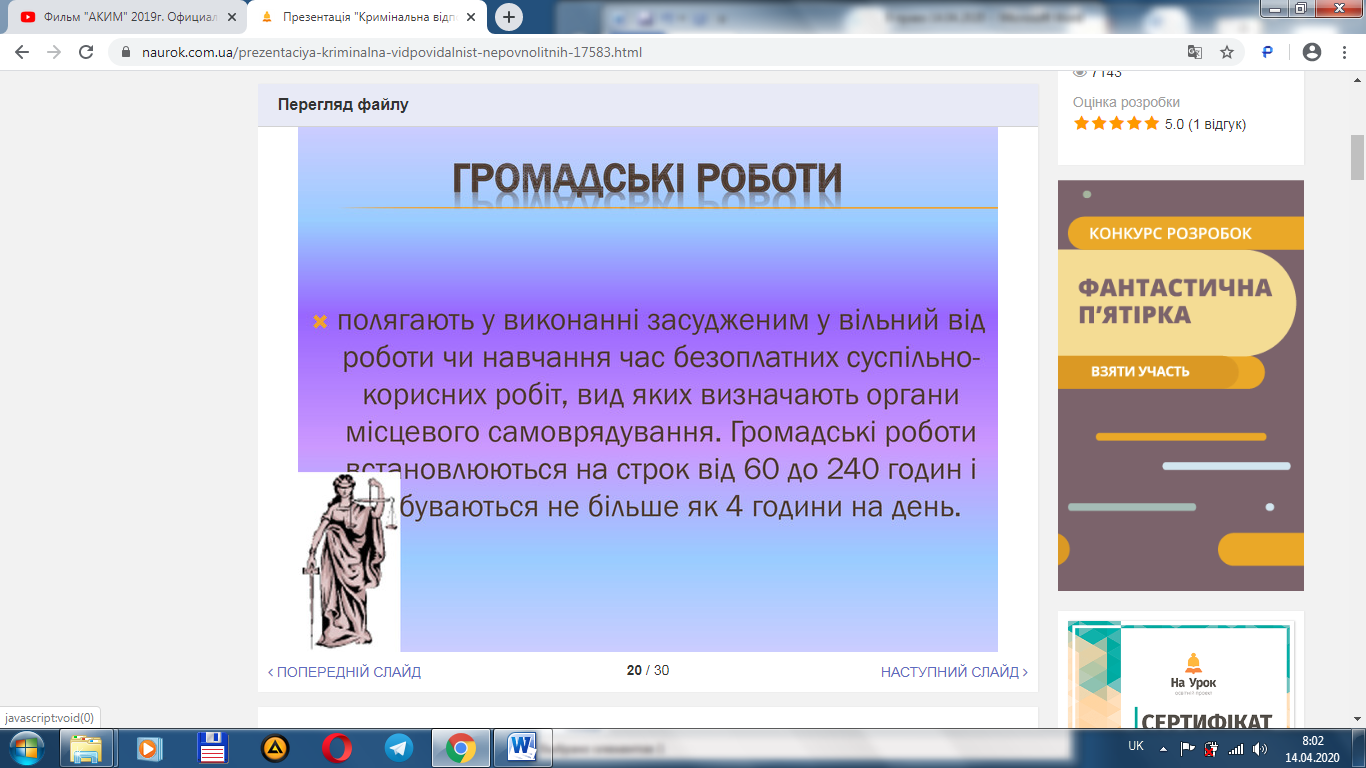 Фильм "АКИМ" 2019г. Официал
Презентація "Кримінальна відп
naurok.com.ua/prezentaciya-kriminalna-vidpovidalnist-nepovnolitnih-17583.html
7143
Оцінка розробки
5.0 (1 відгук)
Перегляд файлу
ГРОМАДСЬКІ РОБОТИ
полягають у виконанні засудженим у вільний від
роботи чи навчання час безоплатних суспільно-
корисних робіт, вид яких визначають органи
місцевого самоврядування. Громадські роботи
встановлюються на строк від 60 до 240 годин і
буваються не більше як 4 години на день.
‹ ПОПЕРЕДНІЙ СЛАЙД
20 / 30
НАСТУПНИЙ СЛАЙД ›
КОНКУРС РОЗРОБОК
ФАНТАСТИЧНА
П'ЯТІРКА
ВЗЯТИ УЧАСТЬ
На Урок
СЕРТИФІКАТ
javascript:void(0)
UK
8:02
14.04.2020